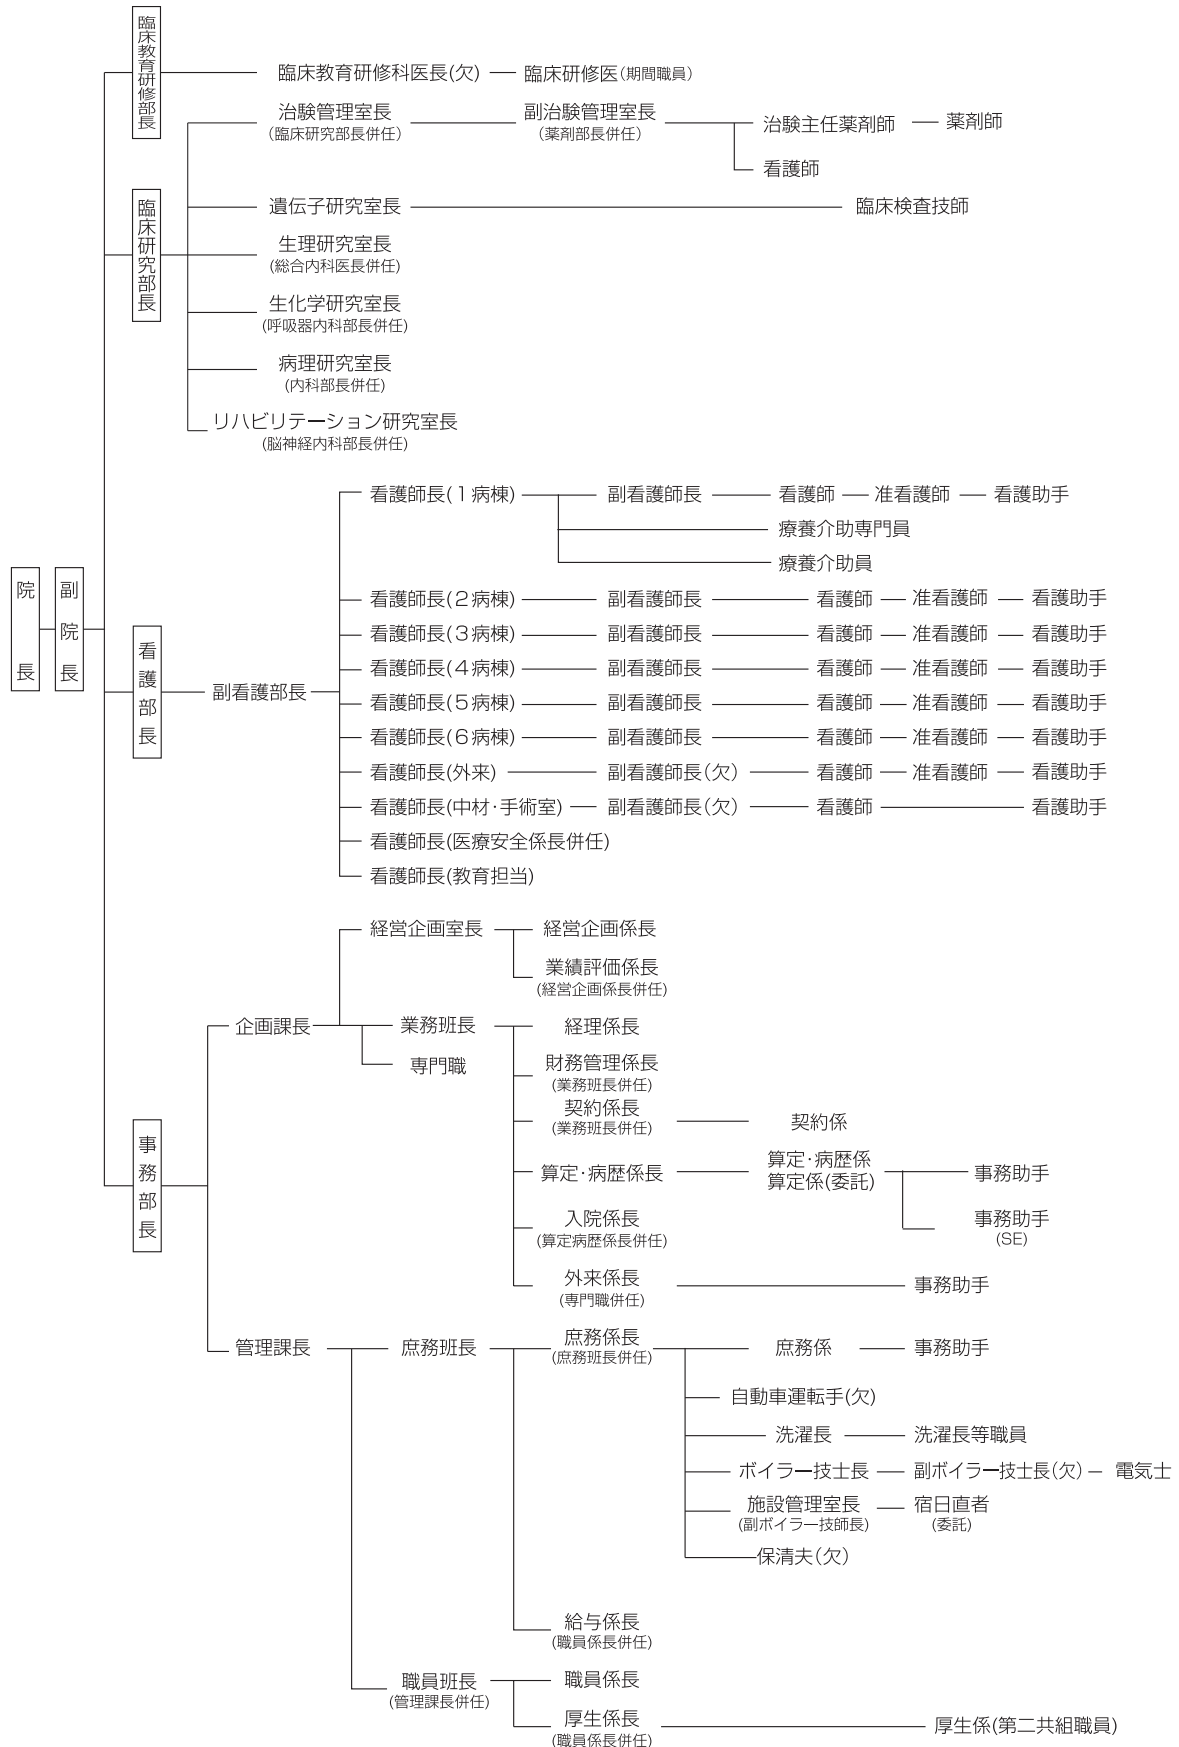 臨床教育研修部長
臨床教育研修科医長(欠) 臨床研修医(期間職員)
治験管理室長 副治験管理室長
(臨床研究部長併任) (薬剤部長併任)
治験主任薬剤師 薬剤師
看護師
臨床研究部長
遺伝子研究室長 臨床検査技師
生理研究室長
(総合内科医長併任)
生化学研究室長
(呼吸器内科部長併任)
病理研究室長
(内科部長併任)
リハビリテーション研究室長
(脳神経内科部長併任)
院長
副院長
看護部長
副看護部長
看護師長(1病棟) 副看護師長 看護師 准看護師 看護助手
療養介助専門員
療養介助員
看護師長(2病棟) 副看護師長 看護師 准看護師 看護助手
看護師長(3病棟) 副看護師長 看護師 准看護師 看護助手
看護師長(4病棟) 副看護師長 看護師 准看護師 看護助手
看護師長(5病棟) 副看護師長 看護師 准看護師 看護助手
看護師長(6病棟) 副看護師長 看護師 准看護師 看護助手
看護師長(外来) 副看護師長(欠) 看護師 准看護師 看護助手
看護師長(中材・手術室) 副看護師長(欠) 看護師 看護助手
看護師長(医療安全係長併任)
看護師長(教育担当)
事務部長
企画課長
経営企画室長 経営企画係長
業績評価係長
(経営企画係長併任)
業務班長 経理係長
専門職
財務管理係長
(業務班長併任)
契約係長 契約係
(業務班長併任)
算定・病歴係長 算定・病歴係 事務助手
算定係(委託)
入院係長 事務助手
(算定病歴係長併任) (SE)
外来係長 事務助手
(専門職併任)
管理課長
庶務班長 庶務係長 庶務係 事務助手
(庶務班長併任)
自動車運転手(欠)
洗濯長 洗濯長等職員
ボイラー技士長 副ボイラー技士長(欠) 電気士
施設管理室長 宿日直者
(副ボイラー技師長) (委託)
保清夫(欠)
給与係長
(職員係長併任)
職員班長 職員係長
(管理課長併任)
厚生係長 厚生係(第二共組職員)
(職員係長併任)